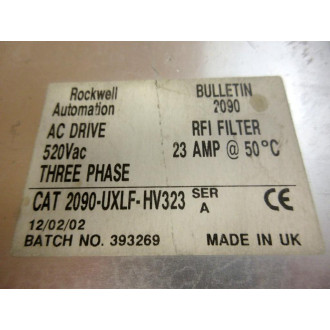 Rockwell Automation
BULLETIN 2090
AC DRIVE RFI FILTER
520Vac 23 AMP @ 50°C
THREE PHASE
CAT 2090-UXLF-HV323 SER A CE
12/02/02
BATCH NO. 393269 MADE IN UK